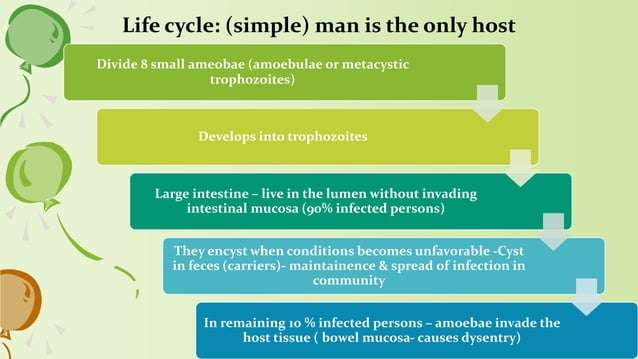 Life cycle: (simple) man is the only host
Divide 8 small ameobae (amoebulae or metacystic
trophozoites)
Develops into trophozoites
Large intestine – live in the lumen without invading
intestinal mucosa (90% infected persons)
They encyst when conditions becomes unfavorable -Cyst
in feces (carriers)- maintainence & spread of infection in
community
In remaining 10 % infected persons – amoebae invade the
host tissue ( bowel mucosa- causes dysentry)